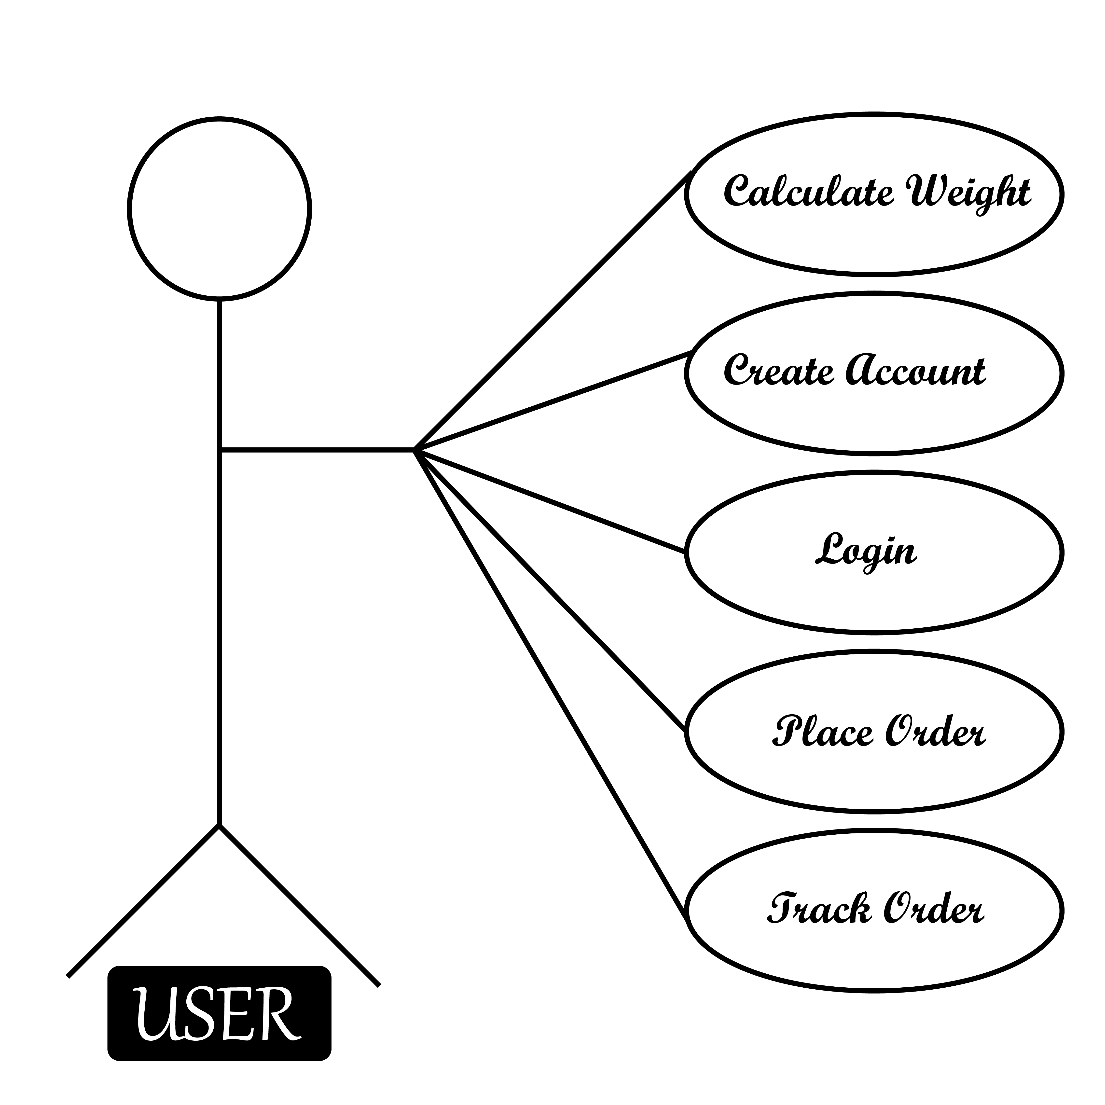 Calculate Weight
Create Account
Login
Place Order
Track Order
USER